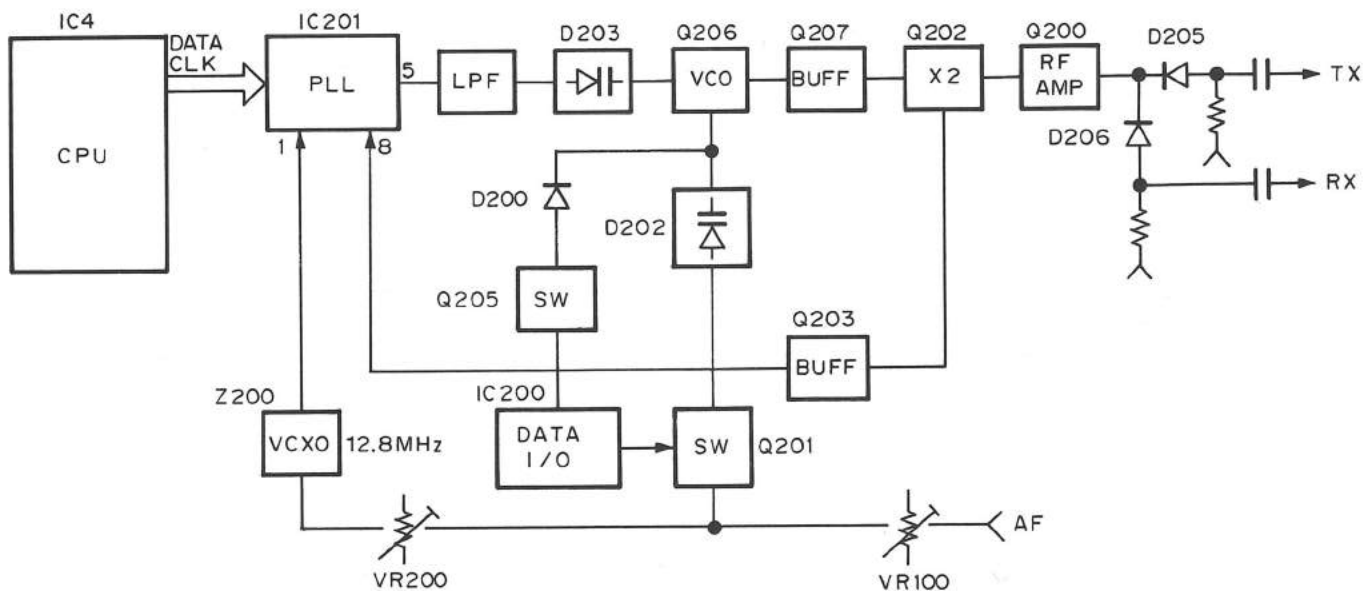 IC4
IC201
D203
Q206
Q207
Q202
Q200
D205
DATA
CLK
CPU
PLL
5
LPF
VCO
BUFF
X2
RF
AMP
TX
1
8
D206
RX
D200
D202
Q205
SW
Q203
BUFF
Z200
IC200
VCXO
12.8MHz
DATA
I/O
SW
Q201
AF
VR200
VR100